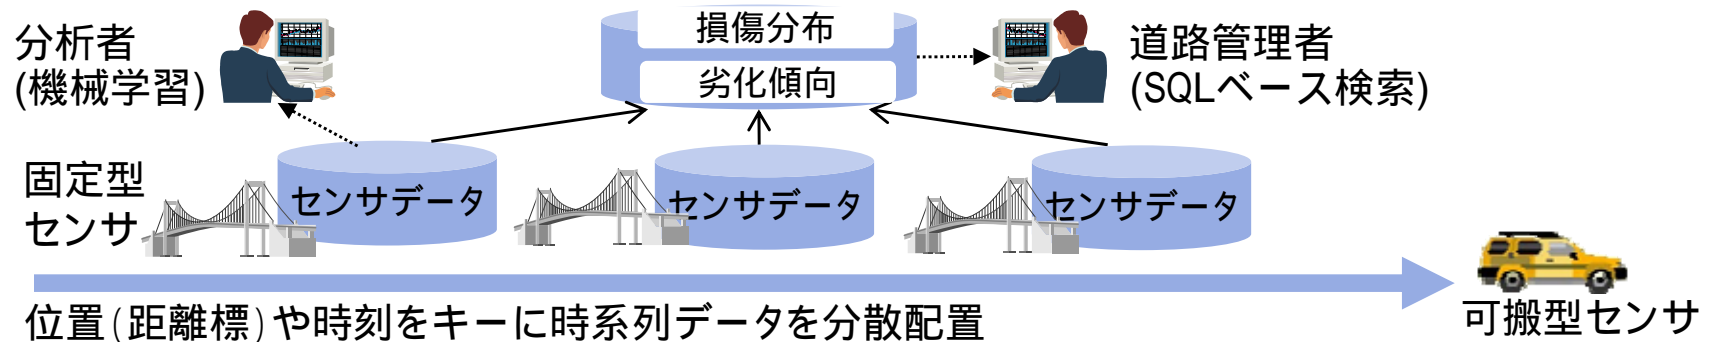 分析者
(機械学習)
損傷分布
劣化傾向
道路管理者
(SQLベース検索)
固定型
センサ
センサデータ
センサデータ
センサデータ
位置(距離標)や時刻をキーに時系列データを分散配置
可搬型センサ